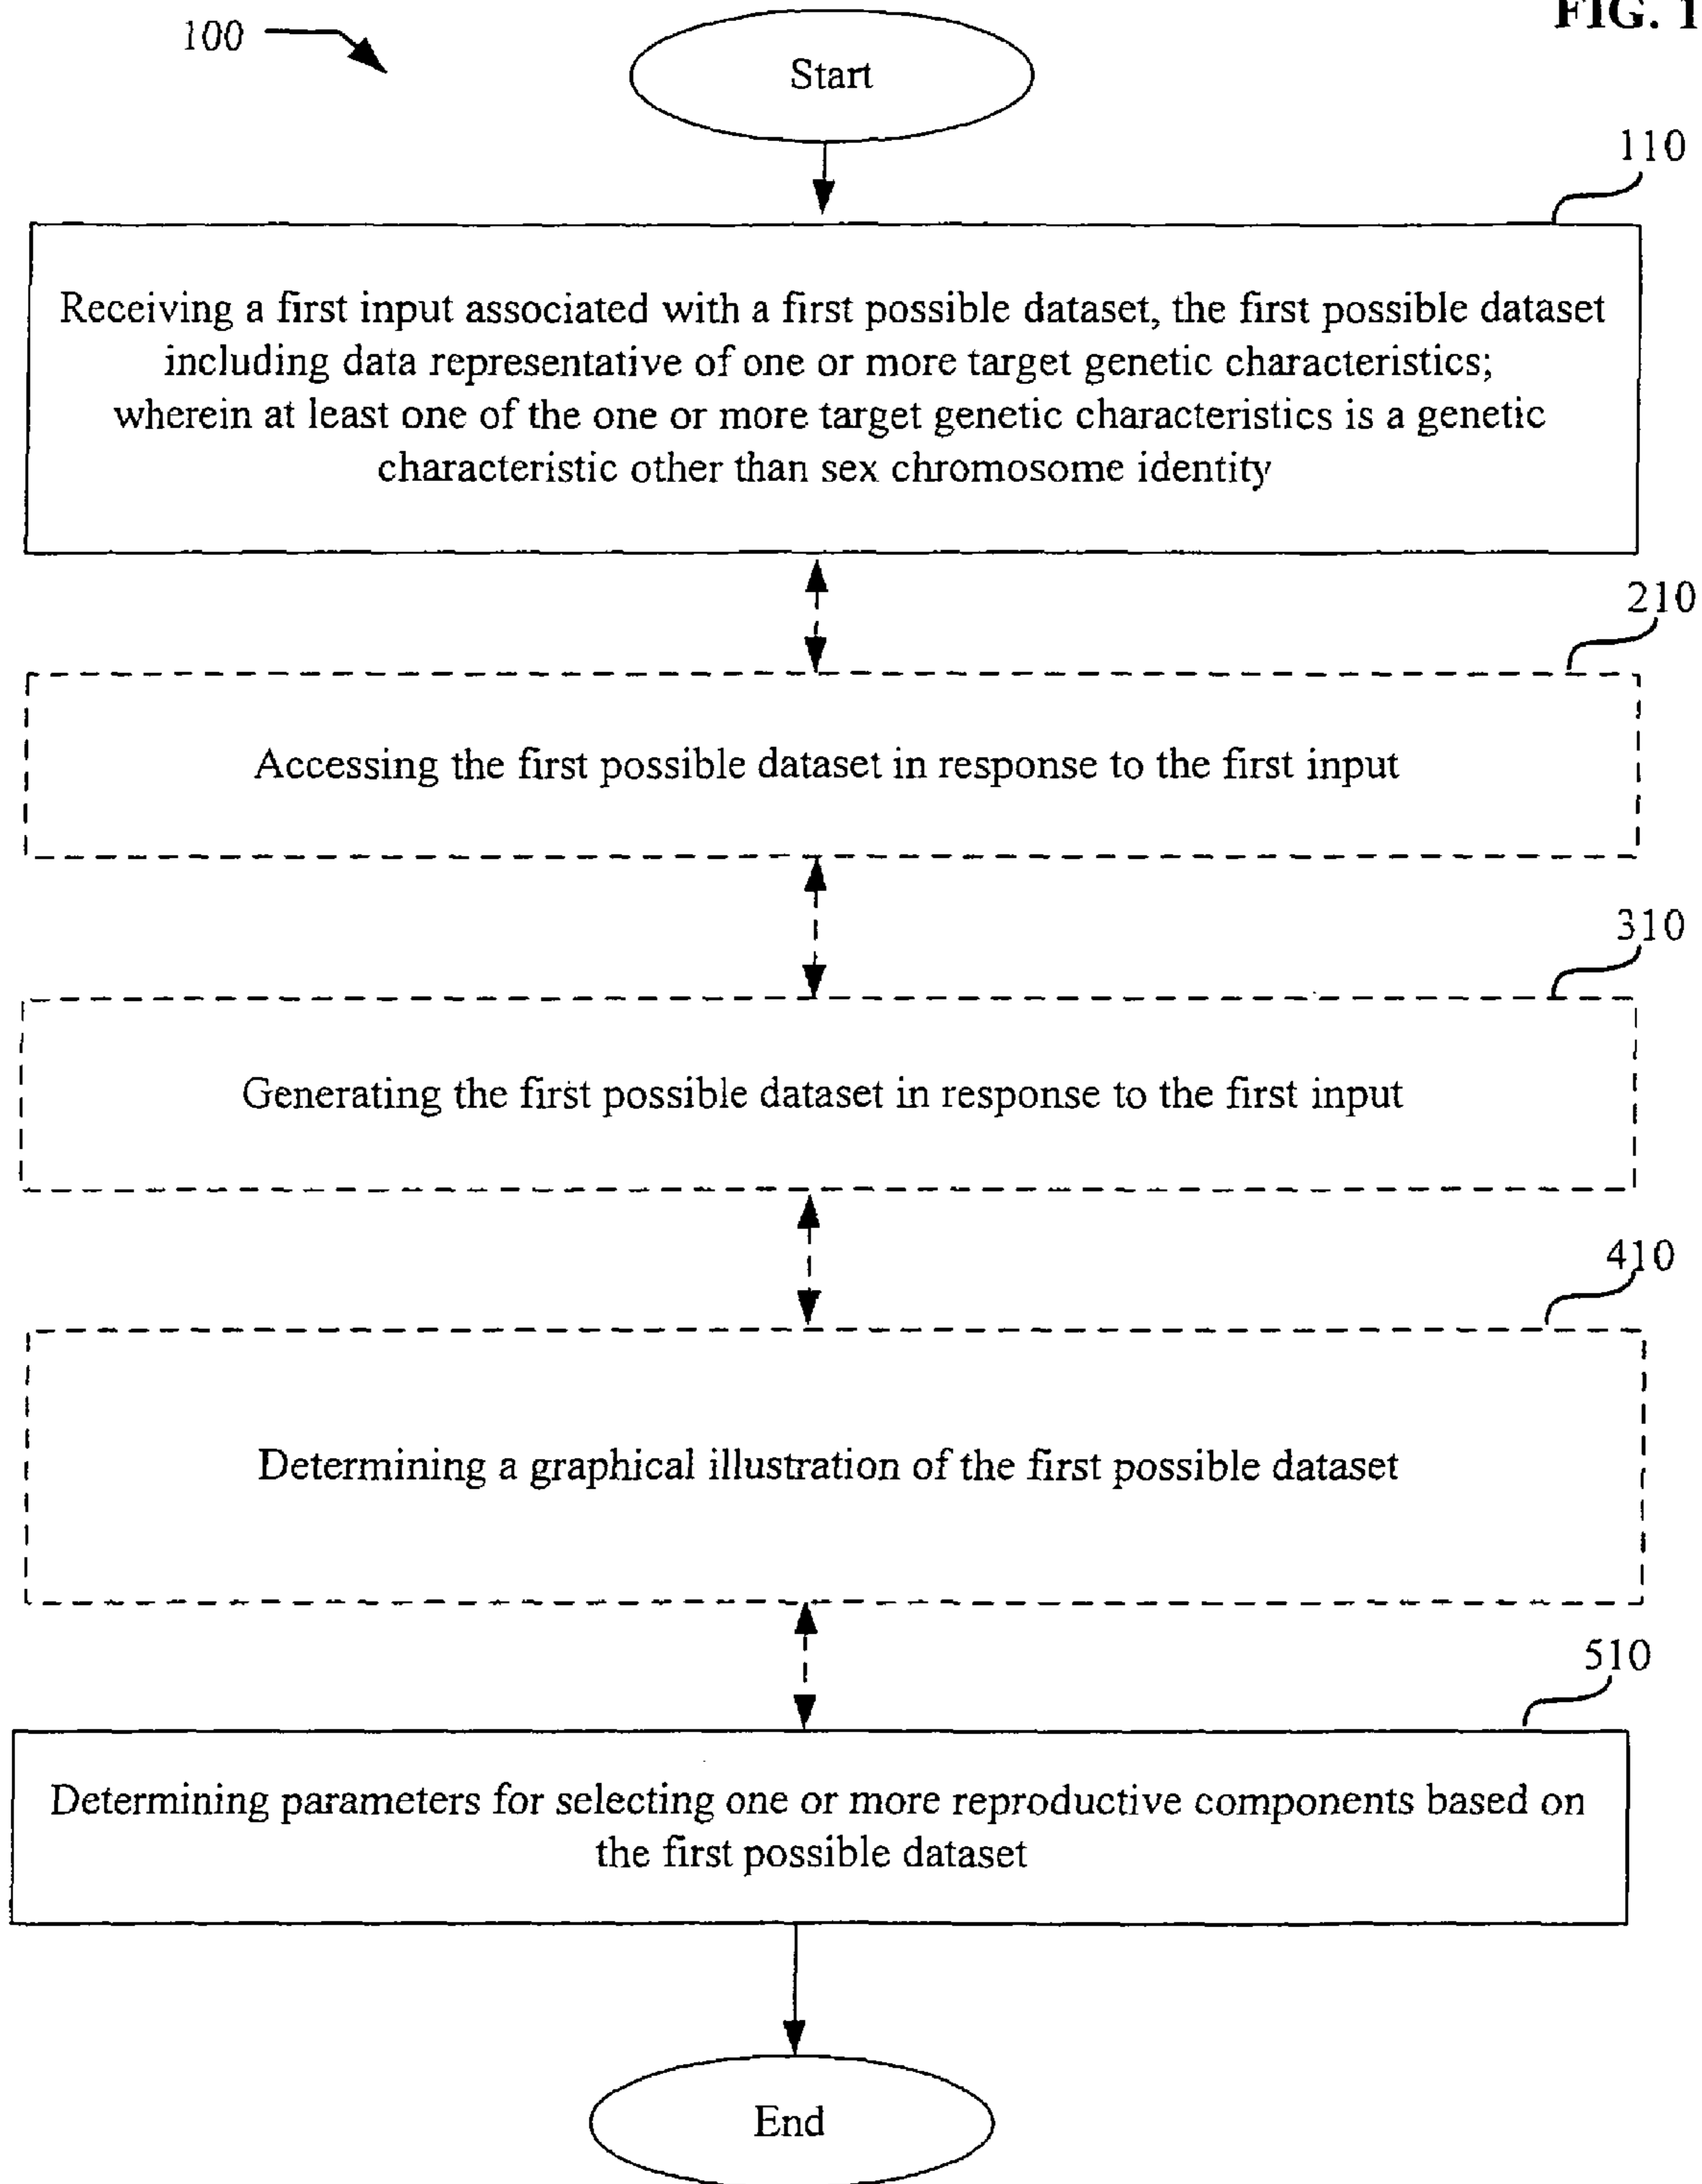 FIG. 1
100
Start
110
Receiving a first input associated with a first possible dataset, the first possible dataset
including data representative of one or more target genetic characteristics;
wherein at least one of the one or more target genetic characteristics is a genetic
characteristic other than sex chromosome identity
210
Accessing the first possible dataset in response to the first input
310
Generating the first possible dataset in response to the first input
410
Determining a graphical illustration of the first possible dataset
510
Determining parameters for selecting one or more reproductive components based on
the first possible dataset
End